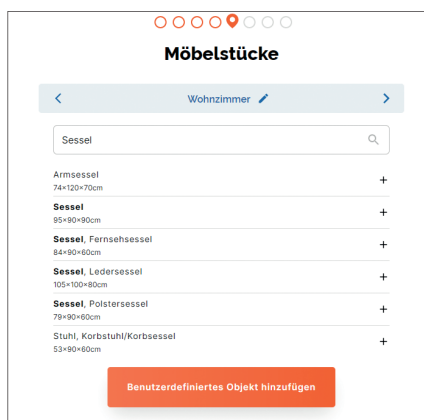 Möbelstücke
Wohnzimmer
Sessel
Armsessel
74×120×70cm
Sessel
95×90×90cm
Sessel, Fernsehsessel
84×90×60cm
Sessel, Ledersessel
105×100×80cm
Sessel, Polstersessel
79×90×60cm
Stuhl, Korbstuhl/Korbsessel
53×90×60cm
Benutzerdefiniertes Objekt hinzufügen